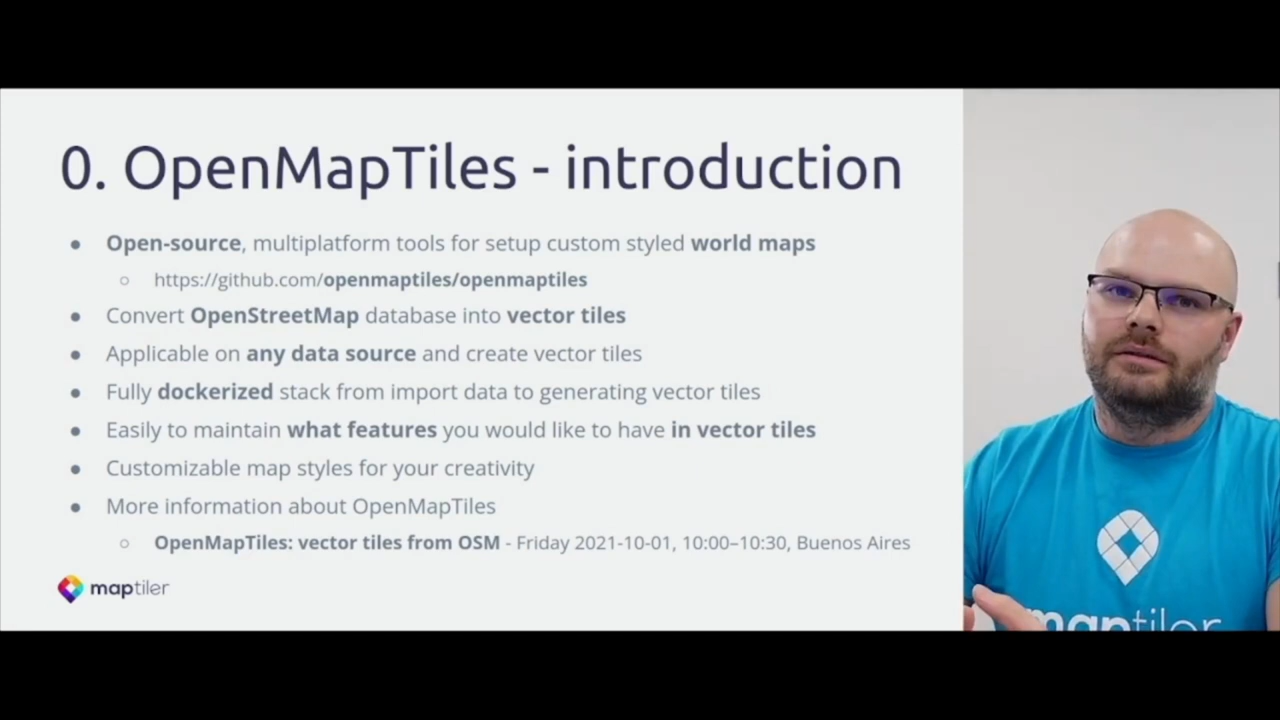 0. OpenMapTiles - introduction
● Open-source, multiplatform tools for setup custom styled world maps
○ https://github.com/openmaptiles/openmaptiles
● Convert OpenStreetMap database into vector tiles
● Applicable on any data source and create vector tiles
● Fully dockerized stack from import data to generating vector tiles
● Easily to maintain what features you would like to have in vector tiles
● Customizable map styles for your creativity
● More information about OpenMapTiles
○ OpenMapTiles: vector tiles from OSM - Friday 2021-10-01, 10:00–10:30, Buenos Aires
maptiler
maptiler